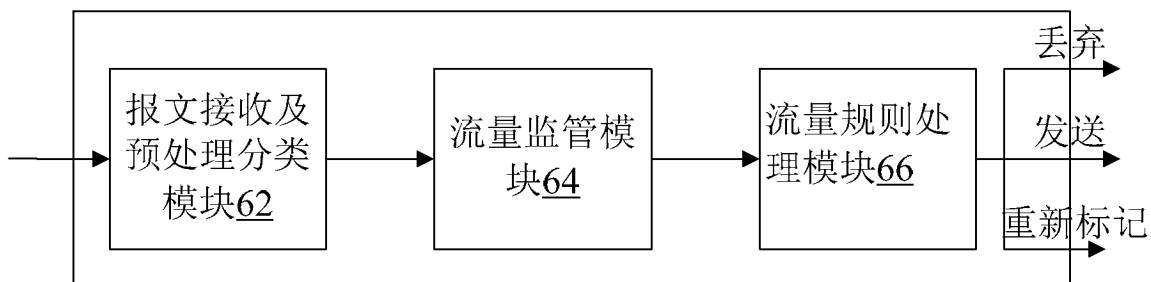 报文接收及
预处理分类
模块62
流量监管模
块64
流量规则处
理模块66
丢弃
发送
重新标记